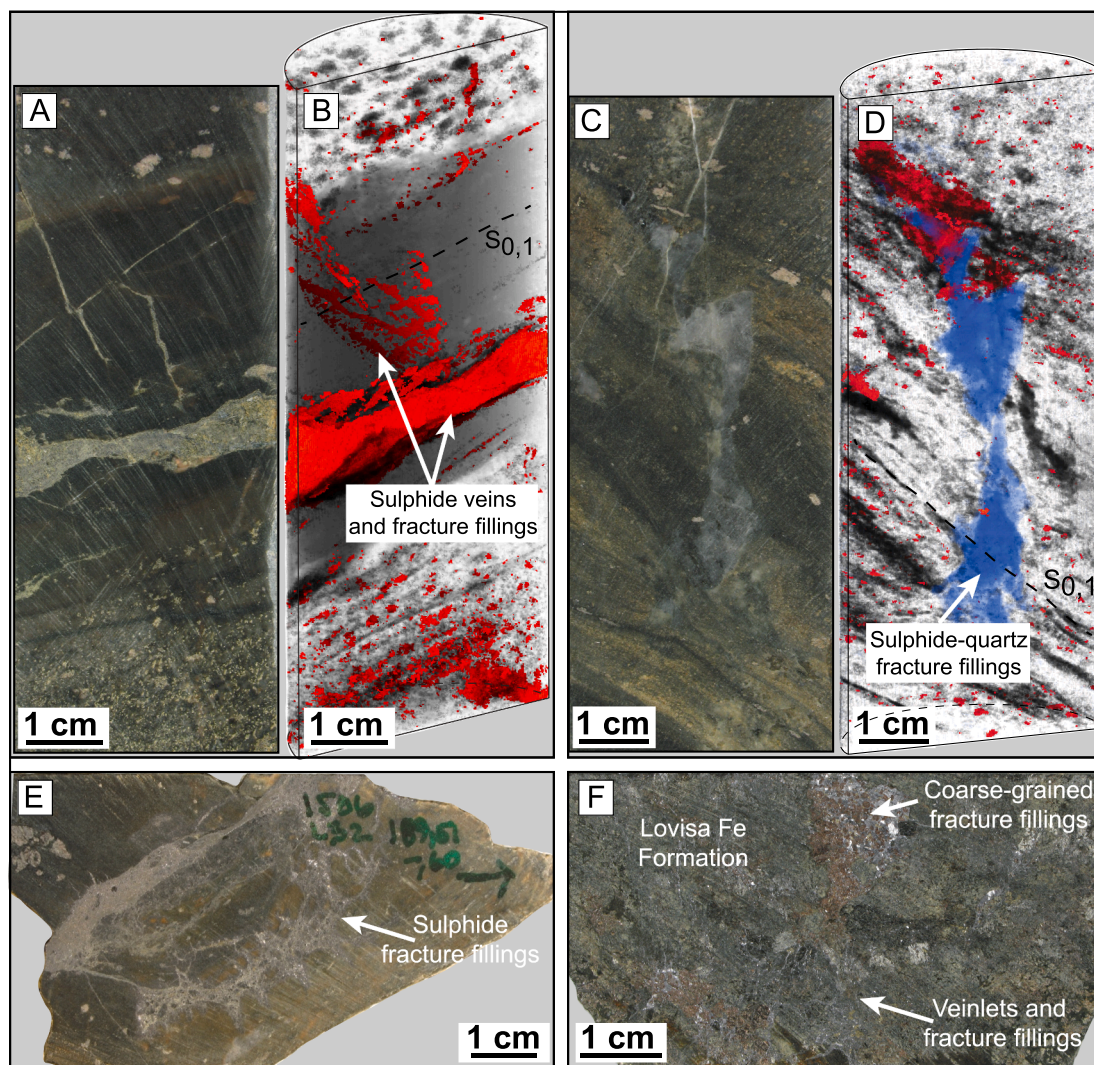 A
B
S0,1
Sulphide veins
and fracture fillings
1 cm
1 cm
C
D
S0,1
Sulphide-quartz
fracture fillings
1 cm
1 cm
E
1506
Sulphide
fracture fillings
1 cm
F
Lovisa Fe
Formation
Coarse-grained
fracture fillings
Veinlets and
fracture fillings
1 cm